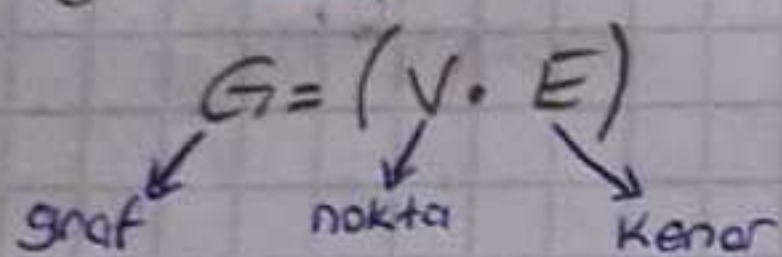 G = (V. E)
graf nokta Kenar